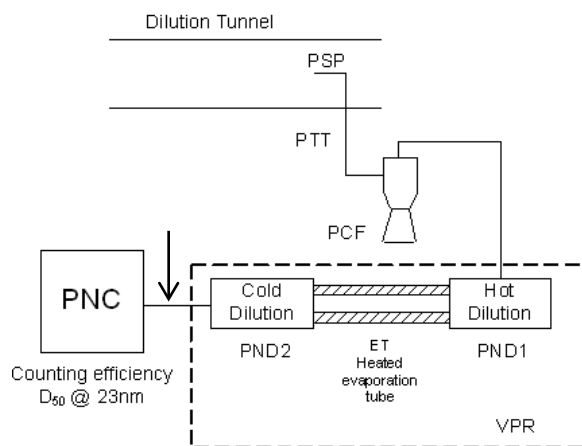 Dilution Tunnel
PSP
PTT
PCF
PNC
Cold
Dilution
Hot
Dilution
PND2
ET
Heated
evaporation
tube
PND1
Counting efficiency
D₅₀ @ 23nm
VPR